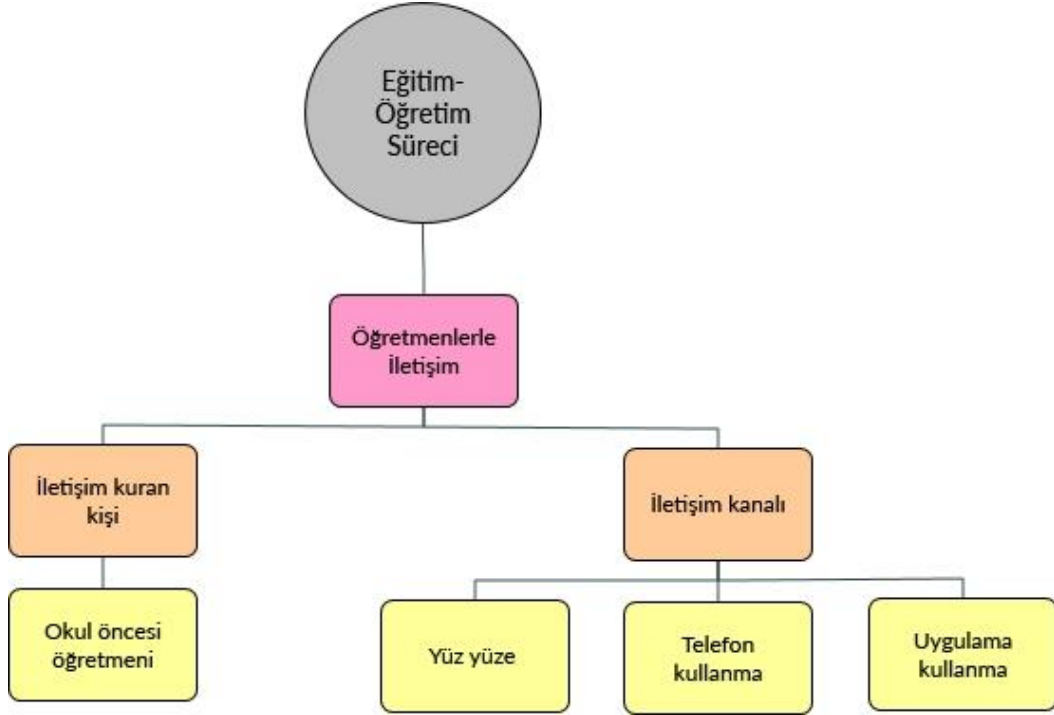 Eğitim-
Öğretim
Süreci
Öğretmenlerle
İletişim
İletişim kuran
kişi
İletişim kanalı
Okul öncesi
öğretmeni
Yüz yüze
Telefon
kullanma
Uygulama
kullanma